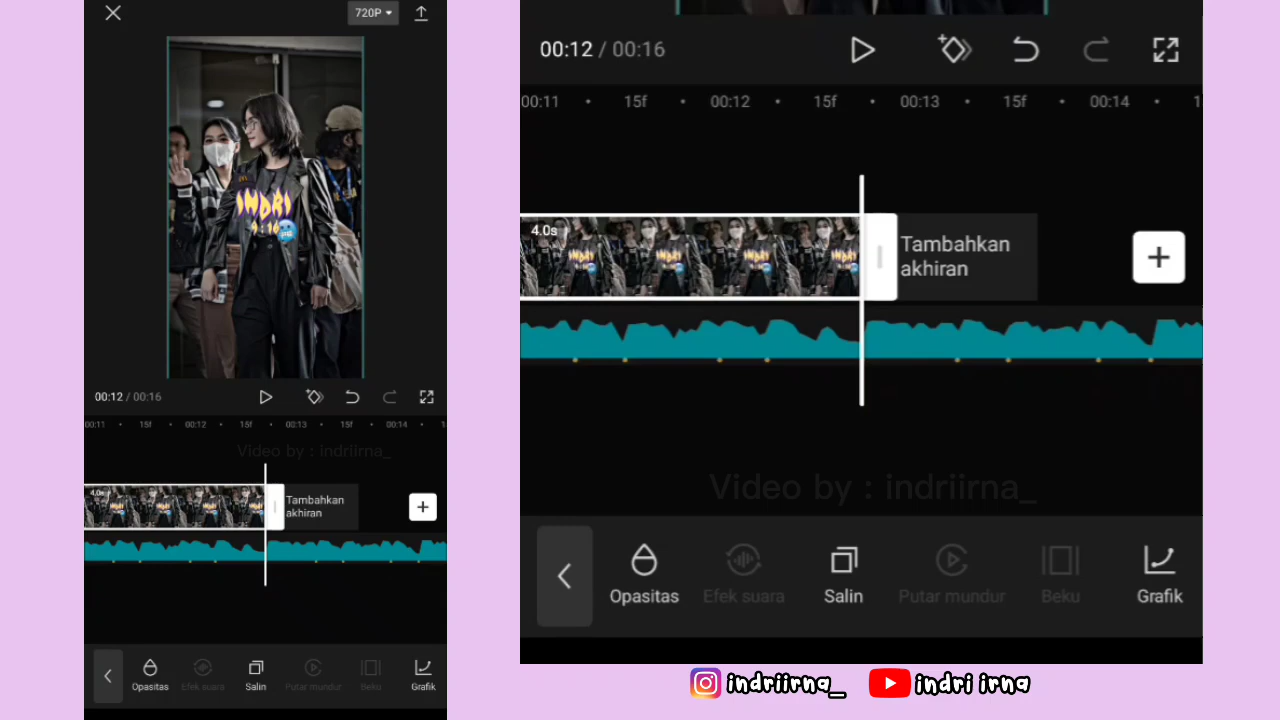 720P
INDRI
00:12 / 00:16
00:11 15f 00:12 15f 00:13 15f 00:14 1
Video by : indriirna_
4.0s
Tambahkan
akhiran
Opasitas Efek suara Salin Putar mundur Beku Grafik
00:12 / 00:16
00:11 15f 00:12 15f 00:13 15f 00:14 1
4.0s
Tambahkan
akhiran
Video by : indriirna_
Opasitas Efek suara Salin Putar mundur Beku Grafik
indriirna_ indri irna